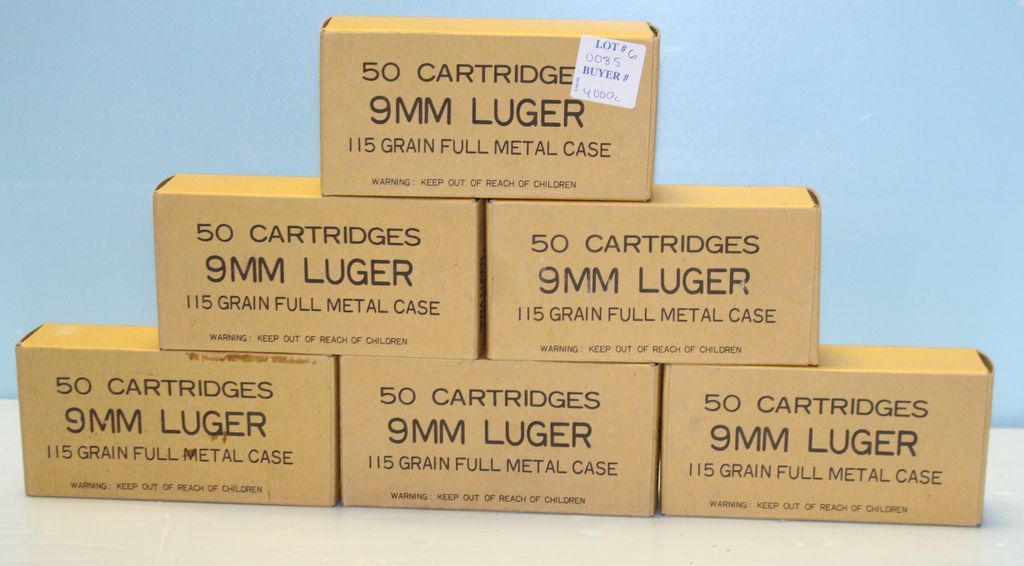 50 CARTRIDGE
9MM LUGER
115 GRAIN FULL METAL CASE
WARNING: KEEP OUT OF REACH OF CHILDREN
LOT # 6
0085
BUYER #
50 CARTRIDGES
9MM LUGER
115 GRAIN FULL METAL CASE
WARNING: KEEP OUT OF REACH OF CHILDREN
50 CARTRIDGES
9MM LUGER
115 GRAIN FULL METAL CASE
WARNING: KEEP OUT OF REACH OF CHILDREN
50 CARTRIDGES
9MM LUGER
115 GRAIN FULL METAL CASE
WARNING: KEEP OUT OF REACH OF CHILDREN
50 CARTRIDGES
9MM LUGER
115 GRAIN FULL METAL CASE
WARNING: KEEP OUT OF REACH OF CHILDREN
50 CARTRIDGES
9MM LUGER
115 GRAIN FULL METAL CASE
WARNING: KEEP OUT OF REACH OF CHILDREN